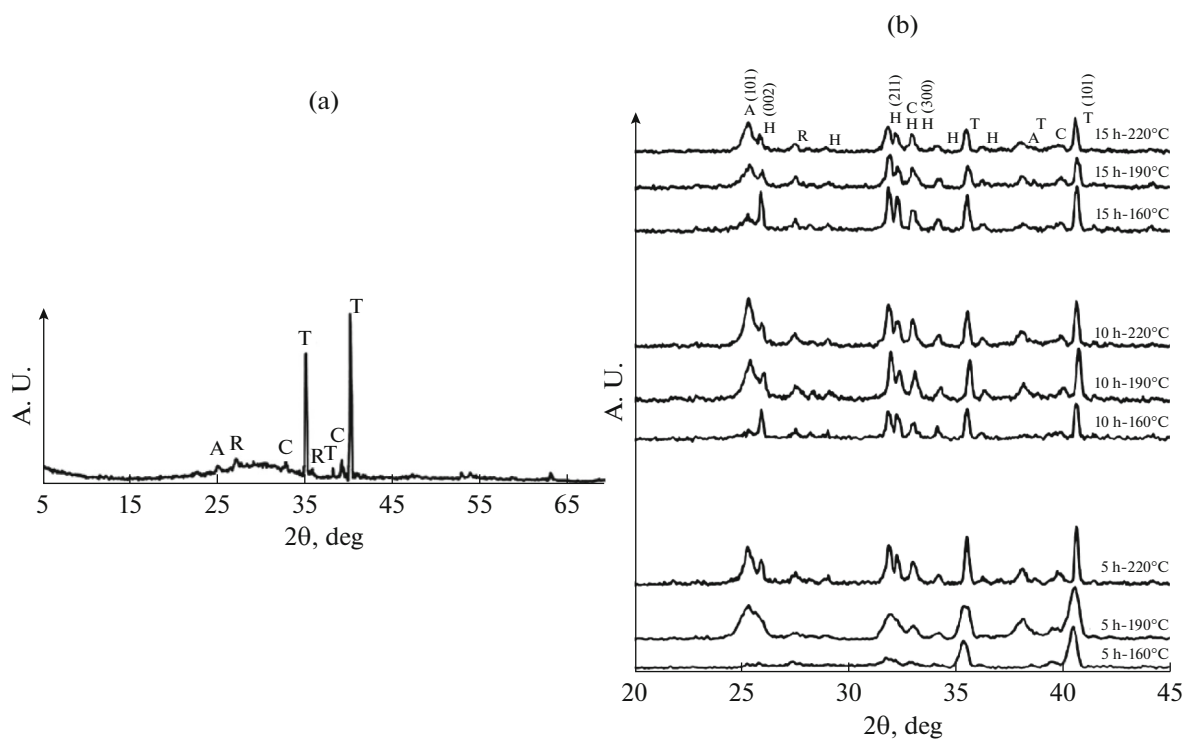 (a)
A. U.
A
R
C
T
R
T
C
T
5 15 25 35 45 55 65
2θ, deg
(b)
A. U.
A (101)
H (002)
R
H
H (211)
C
H
H (300)
H
T
H
A
T
C
T (101)
15 h-220°C
15 h-190°C
15 h-160°C
10 h-220°C
10 h-190°C
10 h-160°C
5 h-220°C
5 h-190°C
5 h-160°C
20 25 30 35 40 45
2θ, deg